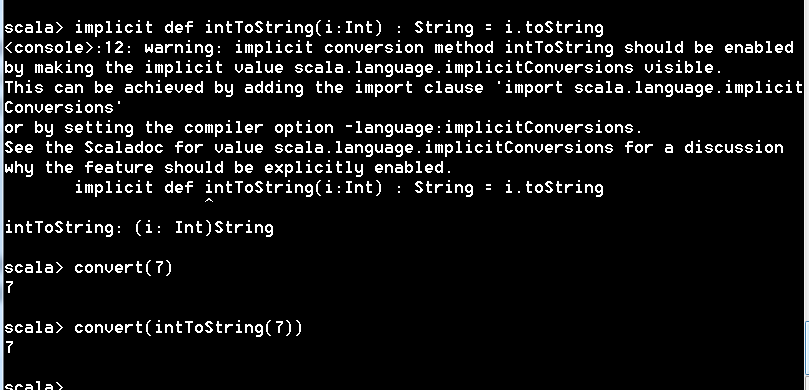 scala> implicit def intToString(i:Int) : String = i.toString
<console>:12: warning: implicit conversion method intToString should be enabled
by making the implicit value scala.language.implicitConversions visible.
This can be achieved by adding the import clause 'import scala.language.implicit
Conversions'
or by setting the compiler option -language:implicitConversions.
See the Scaladoc for value scala.language.implicitConversions for a discussion
why the feature should be explicitly enabled.
       implicit def intToString(i:Int) : String = i.toString
                    ^
intToString: (i: Int)String
scala> convert(7)
7
scala> convert(intToString(7))
7
scala>